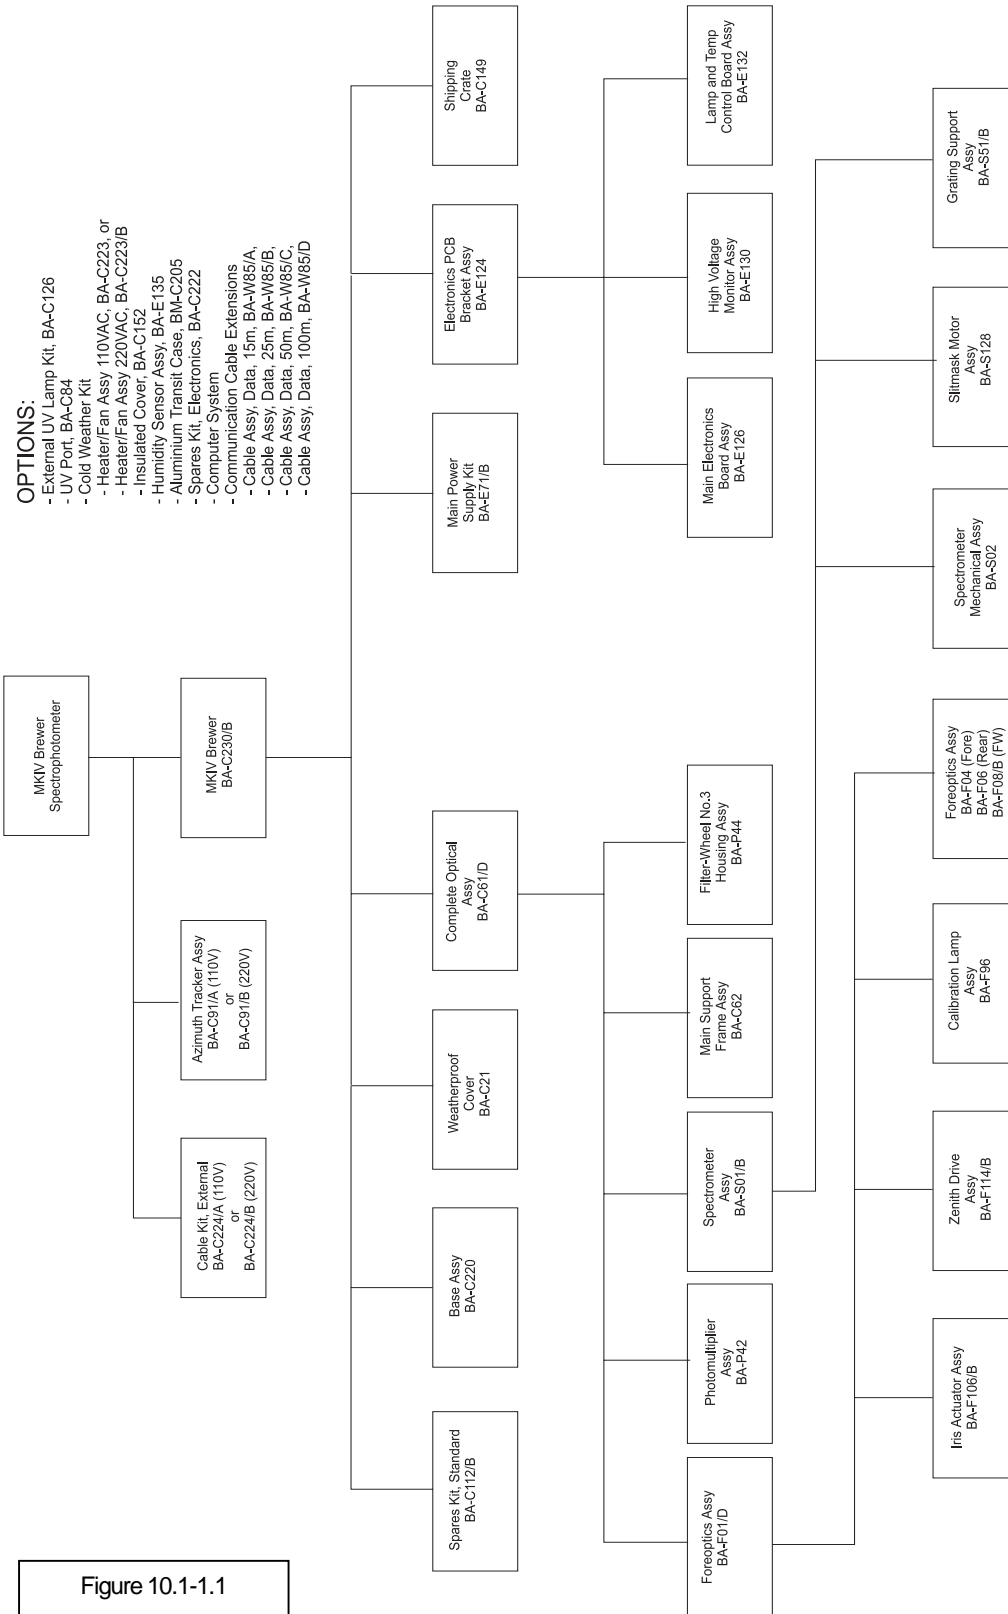 MKIV Brewer
Spectrophotometer
Cable Kit, External
BA-C224/A (110V)
or
BA-C224/B (220V)
Azimuth Tracker Assy
BA-C91/A (110V)
or
BA-C91/B (220V)
MKIV Brewer
BA-C230/B
OPTIONS:
- External UV Lamp Kit, BA-C126
- UV Port, BA-C84
- Cold Weather Kit
- Heater/Fan Assy 110VAC, BA-C223, or
- Heater/Fan Assy 220VAC, BA-C223/B
- Insulated Cover, BA-C152
- Humidity Sensor Assy, BA-E135
- Aluminium Transit Case, BM-C205
- Spares Kit, Electronics, BA-C222
- Computer System
- Communication Cable Extensions
- Cable Assy, Data, 15m, BA-W85/A,
- Cable Assy, Data, 25m, BA-W85/B,
- Cable Assy, Data, 50m, BA-W85/C,
- Cable Assy, Data, 100m, BA-W85/D
Spares Kit, Standard
BA-C112/B
Base Assy
BA-C220
Weatherproof
Cover
BA-C21
Complete Optical
Assy
BA-C61/D
Main Power
Supply Kit
BA-E71/B
Electronics PCB
Bracket Assy
BA-E124
Shipping
Crate
BA-C149
Foreoptics Assy
BA-F01/D
Photomultiplier
Assy
BA-P42
Spectrometer
Assy
BA-S01/B
Main Support
Frame Assy
BA-C62
Filter-Wheel No.3
Housing Assy
BA-P44
Main Electronics
Board Assy
BA-E126
High Voltage
Monitor Assy
BA-E130
Lamp and Temp
Control Board Assy
BA-E132
Iris Actuator Assy
BA-F106/B
Zenith Drive
Assy
BA-F114/B
Calibration Lamp
Assy
BA-F96
Foreoptics Assy
BA-F04 (Fore)
BA-F06 (Rear)
BA-F08/B (FW)
Spectrometer
Mechanical Assy
BA-S02
Slitmask Motor
Assy
BA-S128
Grating Support
Assy
BA-S51/B
Figure 10.1-1.1